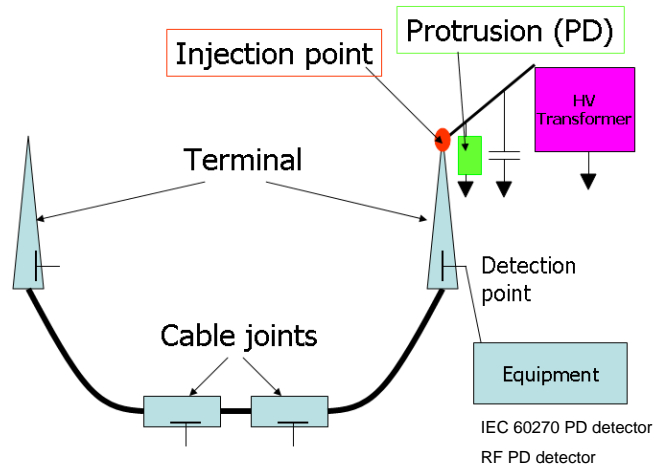 Protrusion (PD)
Injection point
HV
Transformer
Terminal
Detection
point
Cable joints
Equipment
IEC 60270 PD detector
RF PD detector